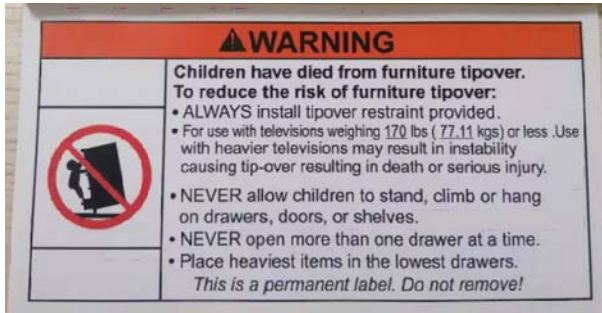 WARNING
Children have died from furniture tipover.
To reduce the risk of furniture tipover:
• ALWAYS install tipover restraint provided.
• For use with televisions weighing 170 lbs ( 77.11 kgs) or less .Use
with heavier televisions may result in instability
causing tip-over resulting in death or serious injury.
• NEVER allow children to stand, climb or hang
on drawers, doors, or shelves.
• NEVER open more than one drawer at a time.
• Place heaviest items in the lowest drawers.
This is a permanent label. Do not remove!